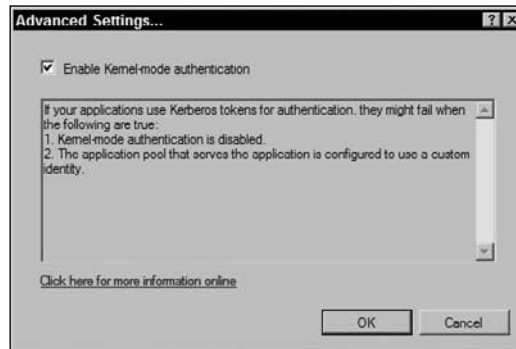 Advanced Settings...
Enable Kernel-mode authentication
If your applications use Kerberos tokens for authentication, they might fail when
the following are true:
1. Kernel-mode authentication is disabled.
2. The application pool that serves the application is configured to use a custom
identity.
Click here for more information online
OK
Cancel